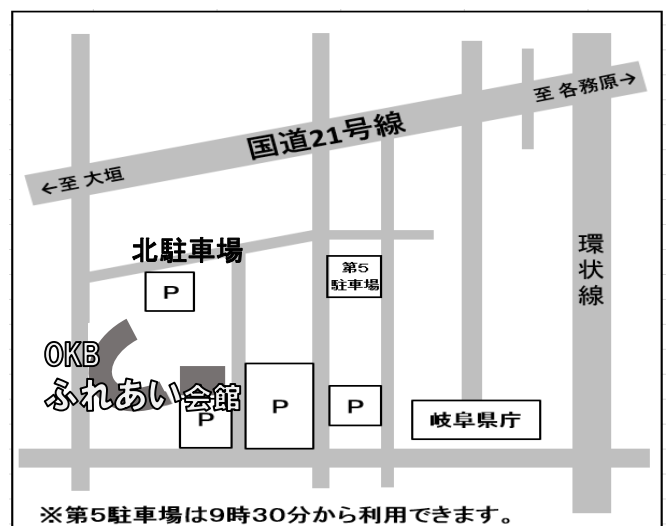 至 各務原→
国道21号線
←至 大垣
環状線
北駐車場
第5
駐車場
P
OKB
ふれあい会館
P
P
P
岐阜県庁
※第5駐車場は9時30分から利用できます。